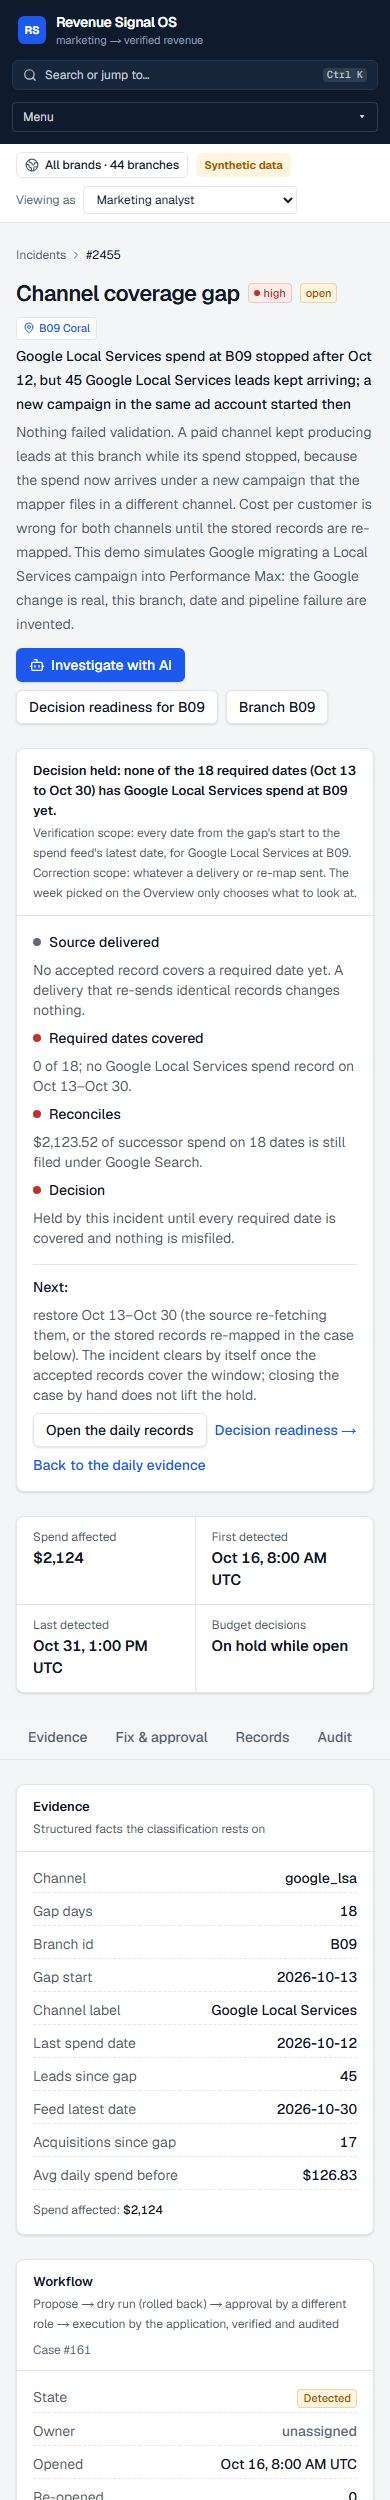 RS
Revenue Signal OS
marketing → verified revenue
Search or jump to...
Ctrl K
Menu
All brands · 44 branches
Synthetic data
Viewing as
Marketing analyst
Incidents > #2455
Channel coverage gap
high
open
B09 Coral
Google Local Services spend at B09 stopped after Oct
12, but 45 Google Local Services leads kept arriving; a
new campaign in the same ad account started then
Nothing failed validation. A paid channel kept producing
leads at this branch while its spend stopped, because
the spend now arrives under a new campaign that the
mapper files in a different channel. Cost per customer is
wrong for both channels until the stored records are re-
mapped. This demo simulates Google migrating a Local
Services campaign into Performance Max: the Google
change is real, this branch, date and pipeline failure are
invented.
Investigate with AI
Decision readiness for B09
Branch B09
Decision held: none of the 18 required dates (Oct 13
to Oct 30) has Google Local Services spend at B09
yet.
Verification scope: every date from the gap's start to the
spend feed's latest date, for Google Local Services at B09.
Correction scope: whatever a delivery or re-map sent. The
week picked on the Overview only chooses what to look at.
Source delivered
No accepted record covers a required date yet. A
delivery that re-sends identical records changes
nothing.
Required dates covered
0 of 18; no Google Local Services spend record on
Oct 13–Oct 30.
Reconciles
$2,123.52 of successor spend on 18 dates is still
filed under Google Search.
Decision
Held by this incident until every required date is
covered and nothing is misfiled.
Next:
restore Oct 13–Oct 30 (the source re-fetching
them, or the stored records re-mapped in the case
below). The incident clears by itself once the
accepted records cover the window; closing the
case by hand does not lift the hold.
Open the daily records
Decision readiness →
Back to the daily evidence
Spend affected
$2,124
First detected
Oct 16, 8:00 AM
UTC
Last detected
Oct 31, 1:00 PM
UTC
Budget decisions
On hold while open
Evidence
Fix & approval
Records
Audit
Evidence
Structured facts the classification rests on
Channel google_lsa
Gap days 18
Branch id B09
Gap start 2026-10-13
Channel label Google Local Services
Last spend date 2026-10-12
Leads since gap 45
Feed latest date 2026-10-30
Acquisitions since gap 17
Avg daily spend before $126.83
Spend affected: $2,124
Workflow
Propose → dry run (rolled back) → approval by a different
role → execution by the application, verified and audited
Case #161
State Detected
Owner unassigned
Opened Oct 16, 8:00 AM UTC
Re-opened 0